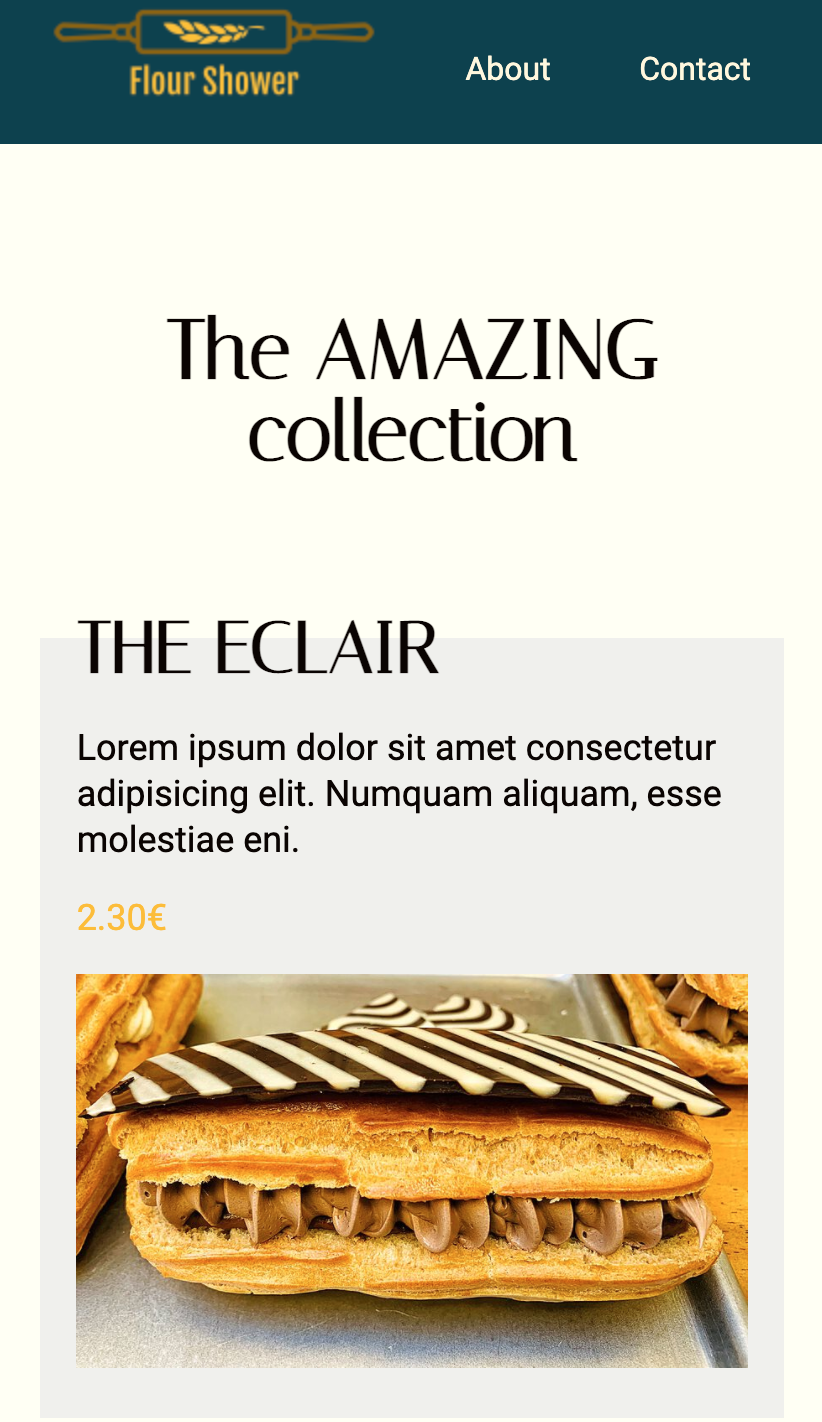 Flour Shower
About
Contact
The AMAZING
collection
THE ECLAIR
Lorem ipsum dolor sit amet consectetur
adipisicing elit. Numquam aliquam, esse
molestiae eni.
2.30€